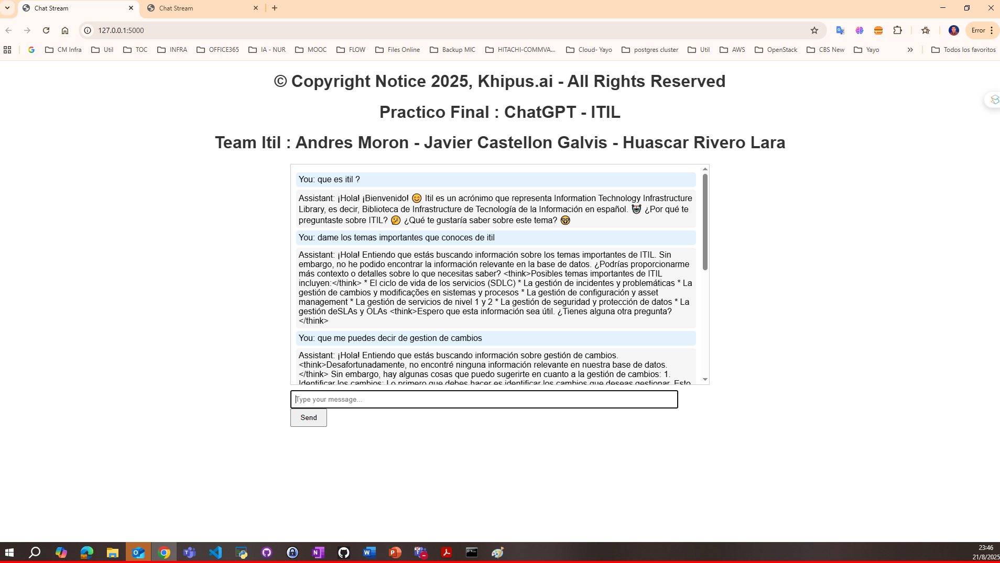 Chat Stream
Chat Stream
127.0.0.1:5000
Error
CM Infra
Util
TOC
INFRA
OFFICE365
IA - NUR
MOOC
FLOW
Files Online
Backup MIC
HITACHI-COMMVA...
Cloud- Yayo
postgres cluster
Util
AWS
OpenStack
CBS New
Yayo
Todos los favoritos
© Copyright Notice 2025, Khipus.ai - All Rights Reserved
Practico Final : ChatGPT - ITIL
Team Itil : Andres Moron - Javier Castellon Galvis - Huascar Rivero Lara
You: que es itil ?
Assistant: ¡Hola! ¡Bienvenido! 😊 Itil es un acrónimo que representa Information Technology Infrastructure
Library, es decir, Biblioteca de Infrastructure de Tecnología de la Información en español. 🤖 ¿Por qué te
preguntaste sobre ITIL? 🤔 ¿Qué te gustaría saber sobre este tema? 🤓
You: dame los temas importantes que conoces de itil
Assistant: ¡Hola! Entiendo que estás buscando información sobre los temas importantes de ITIL. Sin
embargo, no he podido encontrar la información relevante en la base de datos. ¿Podrías proporcionarme
más contexto o detalles sobre lo que necesitas saber? <think>Posibles temas importantes de ITIL
incluyen:</think> * El ciclo de vida de los servicios (SDLC) * La gestión de incidentes y problemáticas * La
gestión de cambios y modificações en sistemas y procesos * La gestión de configuración y asset
management * La gestión de servicios de nivel 1 y 2 * La gestión de seguridad y protección de datos * La
gestión deSLAs y OLAs <think>Espero que esta información sea útil. ¿Tienes alguna otra pregunta?
</think>
You: que me puedes decir de gestion de cambios
Assistant: ¡Hola! Entiendo que estás buscando información sobre gestión de cambios.
<think>Desafortunadamente, no encontré ninguna información relevante en nuestra base de datos.
</think> Sin embargo, hay algunas cosas que puedo sugerirte en cuanto a la gestión de cambios: 1.
Identificar los cambios: Lo primero que debes hacer es identificar los cambios que deseas gestionar. Esto
Type your message...
Send
23:46
21/8/2025